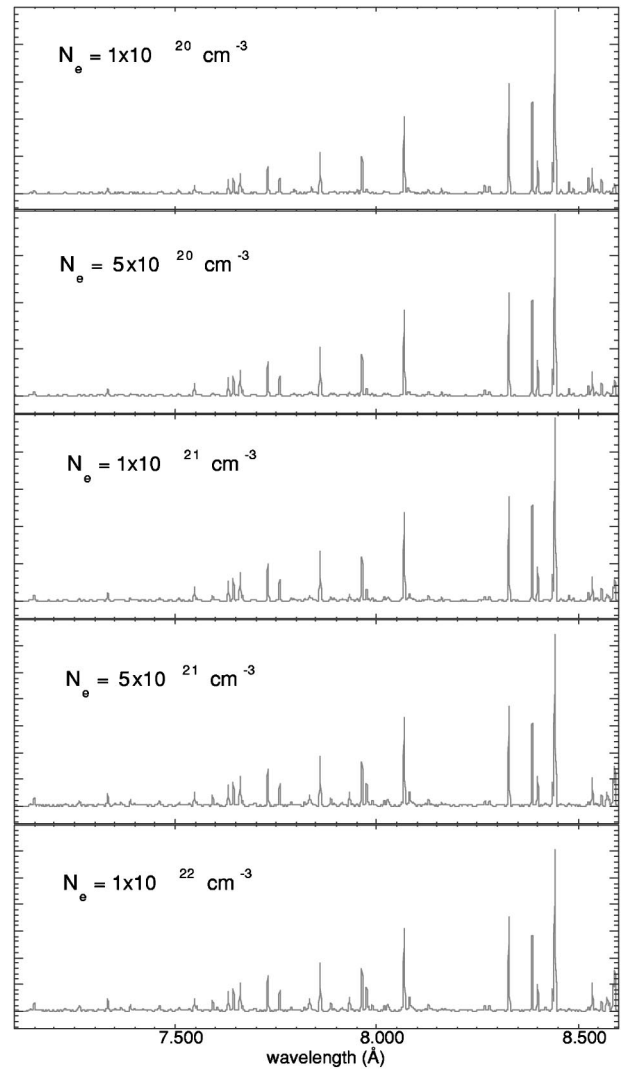 Nₑ = 1x10 ²⁰ cm⁻³
Nₑ = 5x10 ²⁰ cm⁻³
Nₑ = 1x10 ²¹ cm⁻³
Nₑ = 5x10 ²¹ cm⁻³
Nₑ = 1x10 ²² cm⁻³
7.500 8.000 8.500
wavelength (Å)